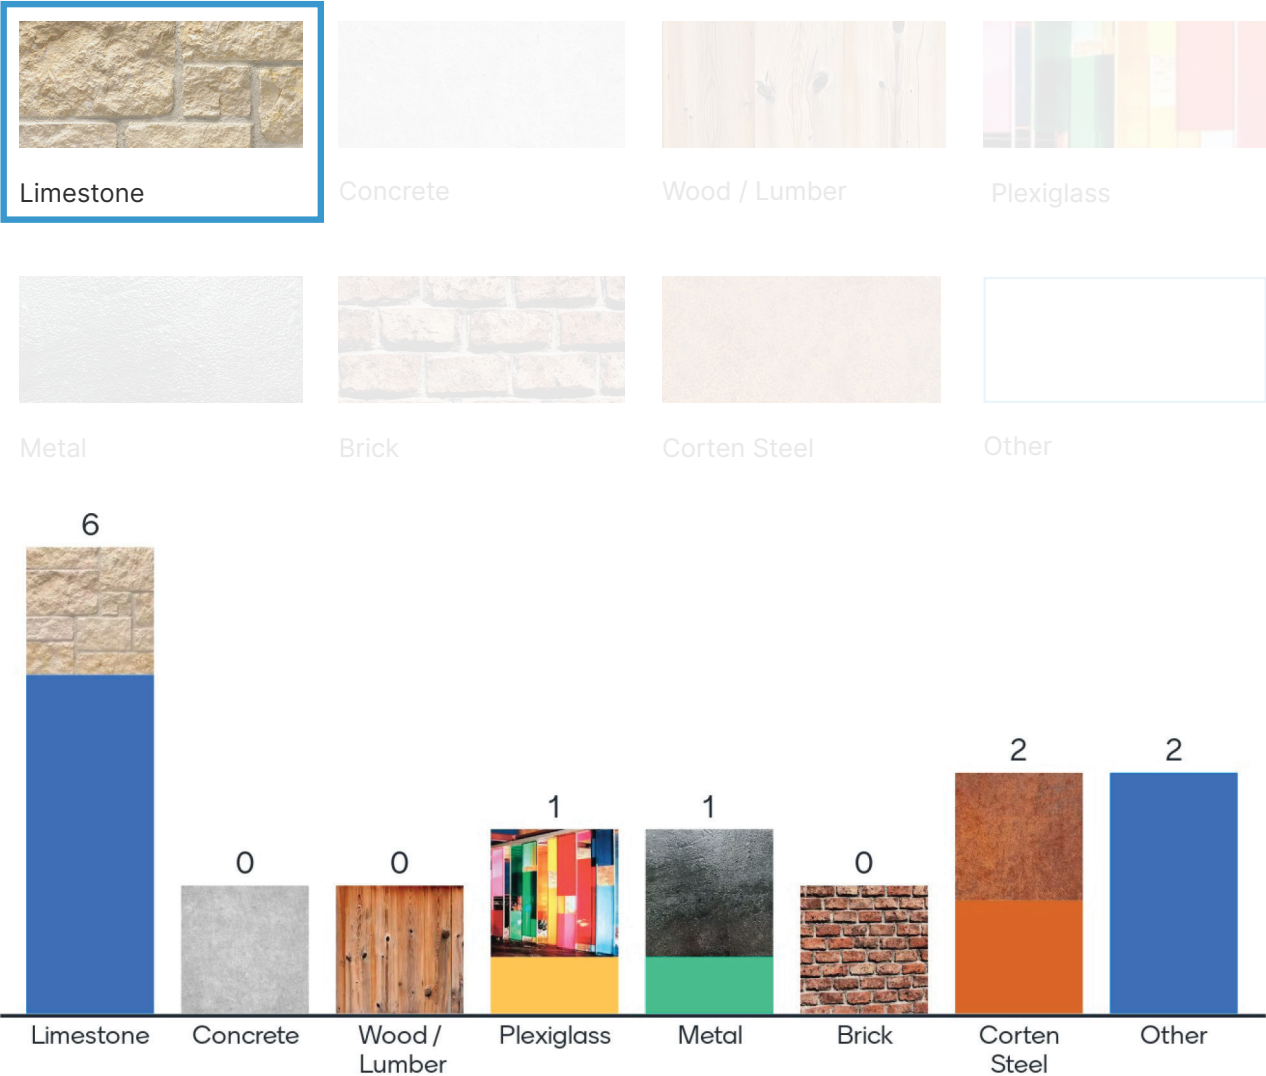 Limestone
Concrete
Wood / Lumber
Plexiglass
Metal
Brick
Corten Steel
Other
6
0
0
1
1
0
2
2
Limestone
Concrete
Wood /
Lumber
Plexiglass
Metal
Brick
Corten
Steel
Other